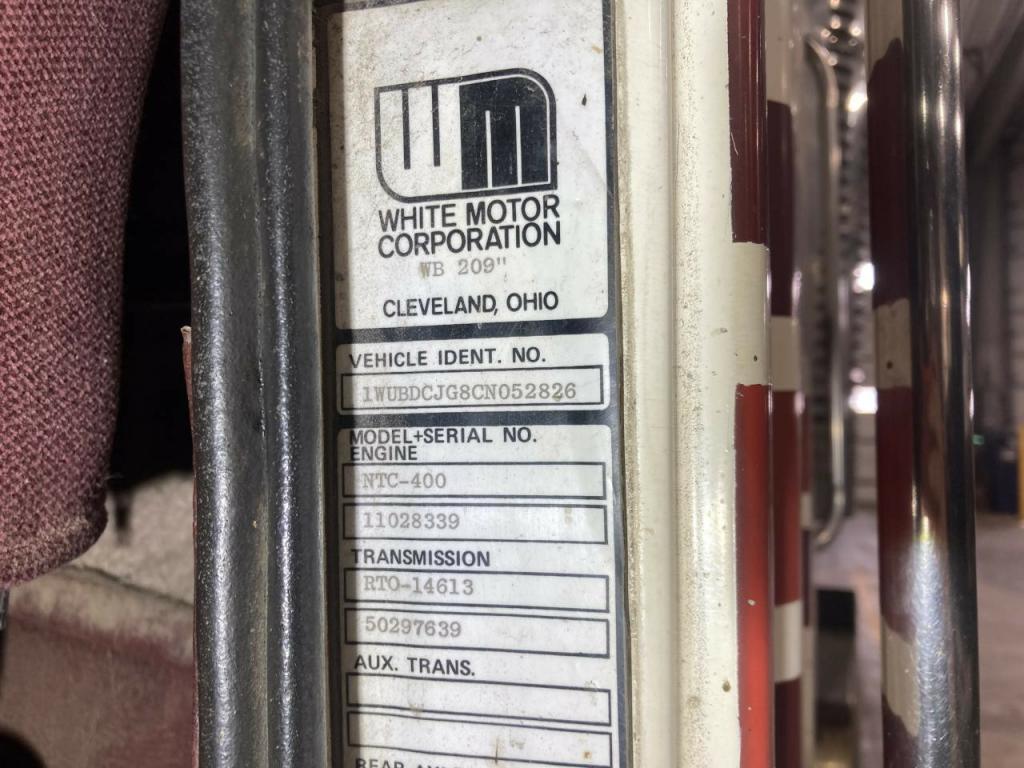 WM
WHITE MOTOR
CORPORATION
WB 209"
CLEVELAND, OHIO
VEHICLE IDENT. NO.
1WUBDCJG8CN052826
MODEL+SERIAL NO.
ENGINE
NTC-400
11028339
TRANSMISSION
RTO-14613
50297639
AUX. TRANS.
REAR